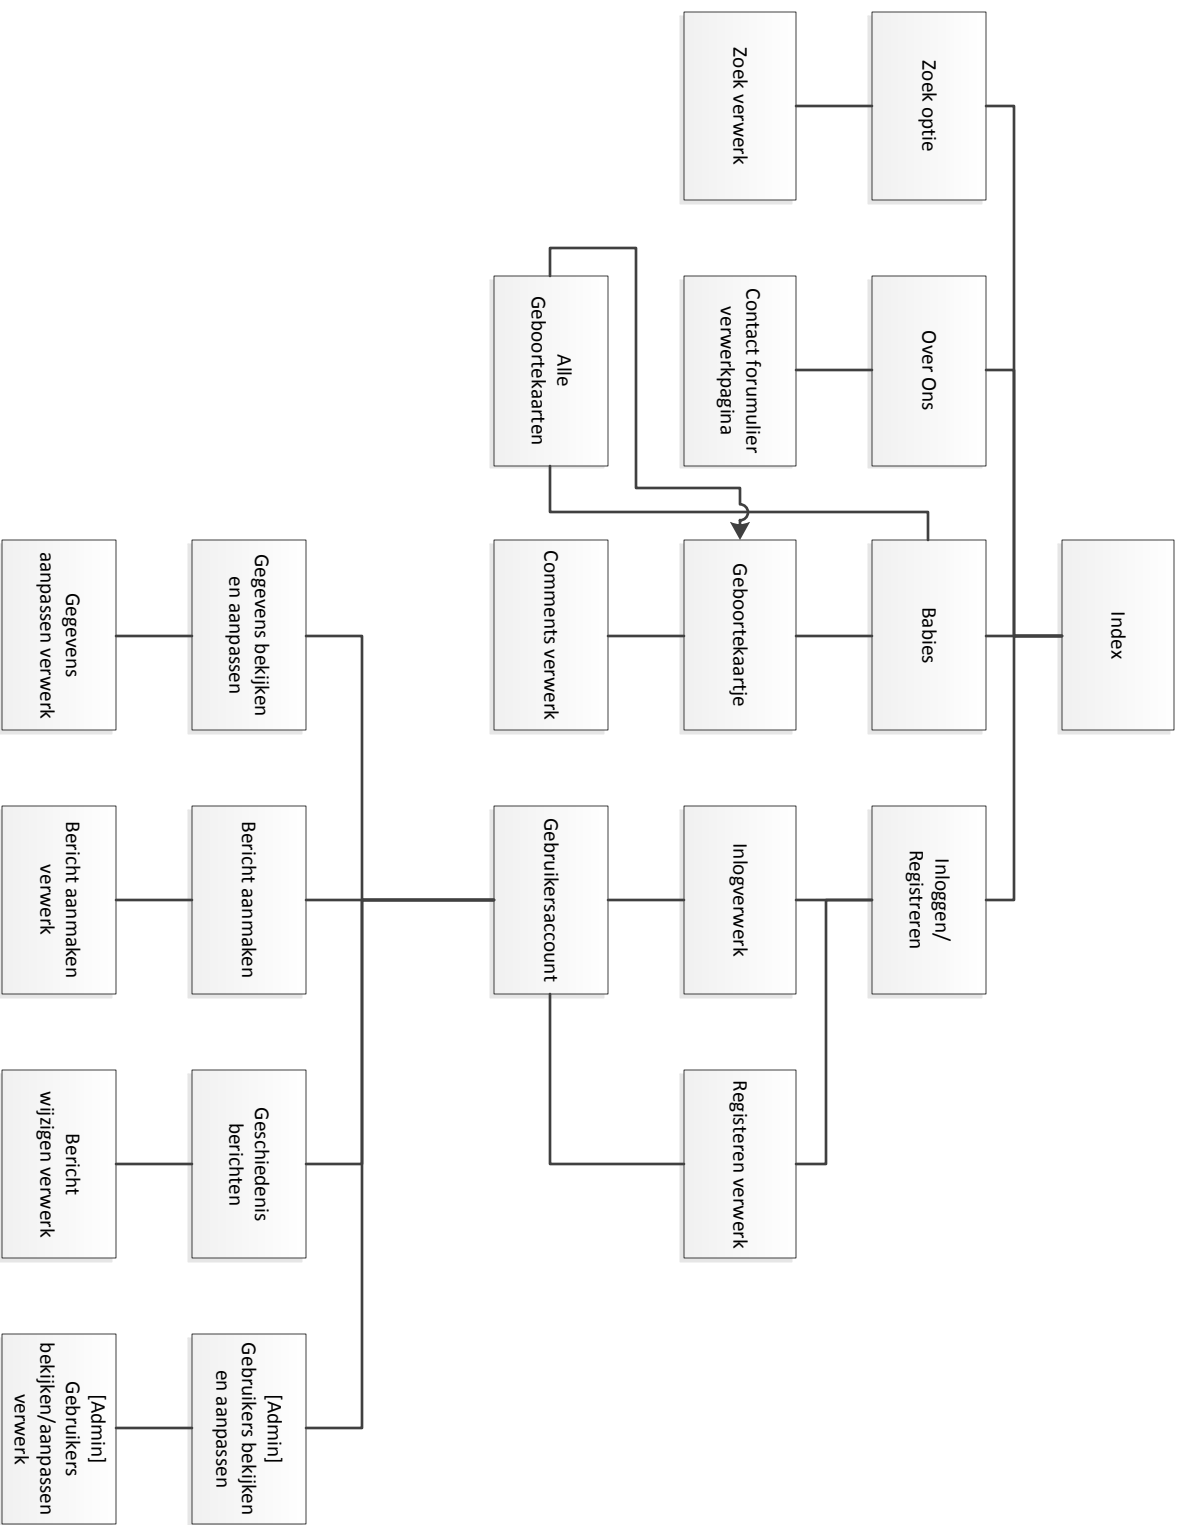 Index
Zoek optie
Over Ons
Babies
Inloggen/
Registreren
Zoek verwerk
Contact forumulier
verwerkpagina
Geboortekaartje
Inlogverwerk
Registeren verwerk
Alle
Geboortekaarten
Comments verwerk
Gebruikersaccount
Gegevens bekijken
en aanpassen
Bericht aanmaken
Geschiedenis
berichten
[Admin]
Gebruikers bekijken
en aanpassen
Gegevens
aanpassen verwerk
Bericht aanmaken
verwerk
Bericht
wijzigen verwerk
[Admin]
Gebruikers
bekijken/aanpassen
verwerk